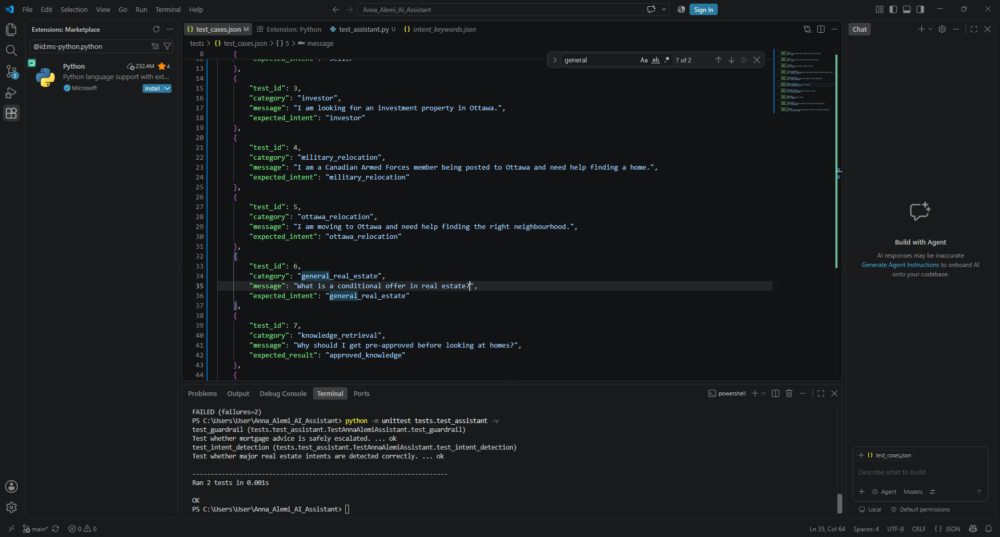 File Edit Selection View Go Run Terminal Help
Anna_Alemi_AI_Assistant
Sign In
Extensions: Marketplace
@id:ms-python.python
Python 232.4M 4
Python language support with ext...
Microsoft
Install
2
test_cases.json M
Extension: Python
test_assistant.py U
intent_keywords.json
tests > {} test_cases.json > {} 5 > abc message
general
Aa ab .* ? of 2
8 {
13 },
14 {
15 "test_id": 3,
16 "category": "investor",
17 "message": "I am looking for an investment property in Ottawa.",
18 "expected_intent": "investor"
19 },
20 {
21 "test_id": 4,
22 "category": "military_relocation",
23 "message": "I am a Canadian Armed Forces member being posted to Ottawa and need help finding a home.",
24 "expected_intent": "military_relocation"
25 },
26 {
27 "test_id": 5,
28 "category": "ottawa_relocation",
29 "message": "I am moving to Ottawa and need help finding the right neighbourhood.",
30 "expected_intent": "ottawa_relocation"
31 },
32 {
33 "test_id": 6,
34 "category": "general_real_estate",
35 "message": "What is a conditional offer in real estate?",
36 "expected_intent": "general_real_estate"
37 },
38 {
39 "test_id": 7,
40 "category": "knowledge_retrieval",
41 "message": "Why should I get pre-approved before looking at homes?",
42 "expected_result": "approved_knowledge"
43 },
44 {
Problems Output Debug Console Terminal Ports
powershell
FAILED (failures=2)
PS C:\Users\User\Anna_Alemi_AI_Assistant> python -m unittest tests.test_assistant -v
test_guardrail (tests.test_assistant.TestAnnaAlemiAssistant.test_guardrail)
Test whether mortgage advice is safely escalated. ... ok
test_intent_detection (tests.test_assistant.TestAnnaAlemiAssistant.test_intent_detection)
Test whether major real estate intents are detected correctly. ... ok
----------------------------------------------------------------------
Ran 2 tests in 0.001s
OK
PS C:\Users\User\Anna_Alemi_AI_Assistant>
Chat
Build with Agent
AI responses may be inaccurate
Generate Agent Instructions to onboard AI
onto your codebase.
{} test_cases.json
Describe what to build
Agent Models
Local Default permissions
main* 0 0
Ln 35, Col 64 Spaces: 4 UTF-8 CRLF {} JSON